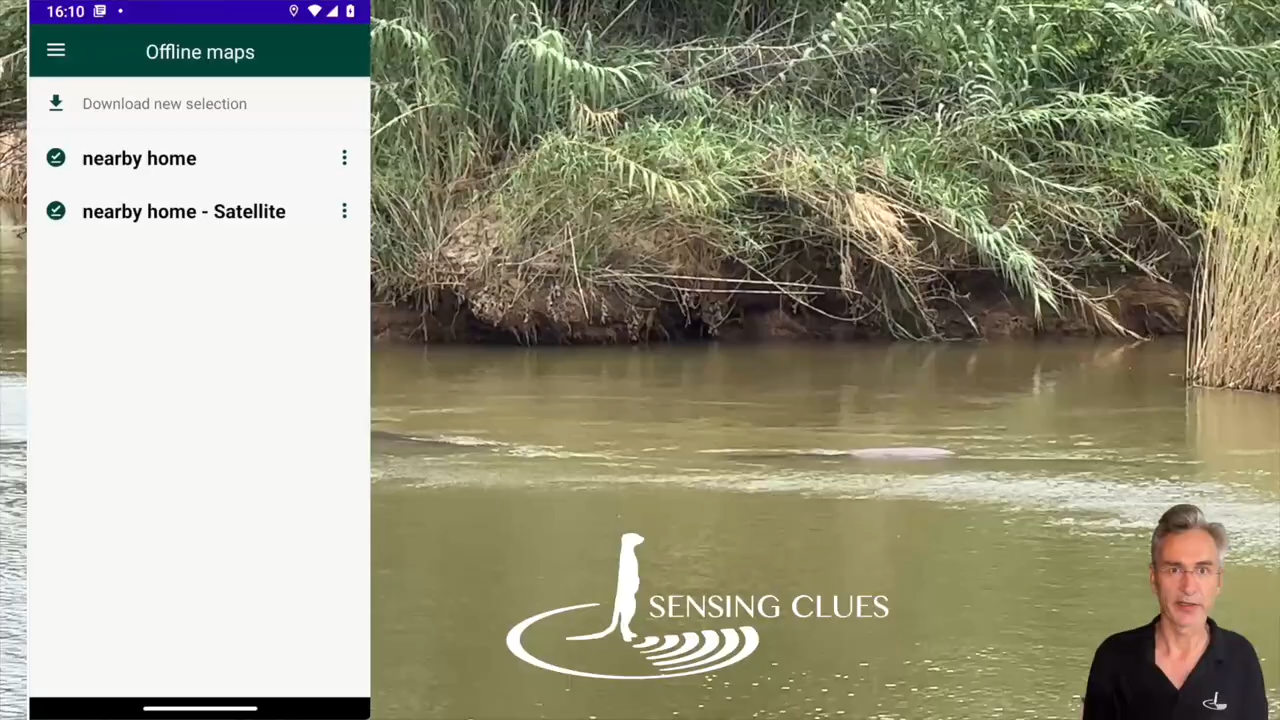 16:10
Offline maps
Download new selection
nearby home
nearby home - Satellite
SENSING CLUES